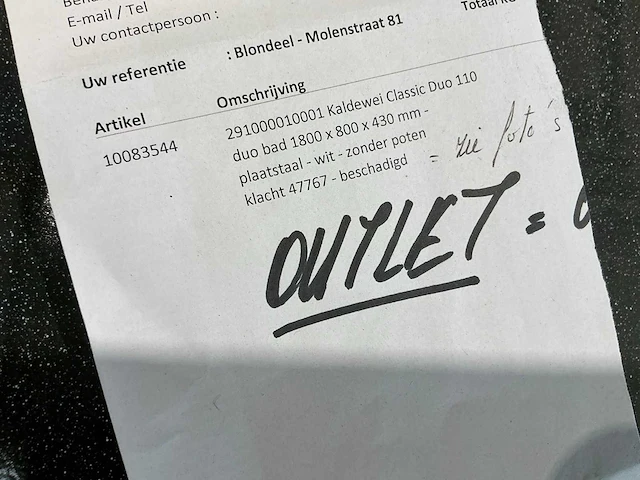 E-mail / Tel
Uw contactpersoon :
Uw referentie : Blondeel - Molenstraat 81
Artikel Omschrijving
10083544 291000010001 Kaldewei Classic Duo 110
duo bad 1800 x 800 x 430 mm -
plaatstaal - wit - zonder poten
klacht 47767 - beschadigd = zie foto's
OUTLET =